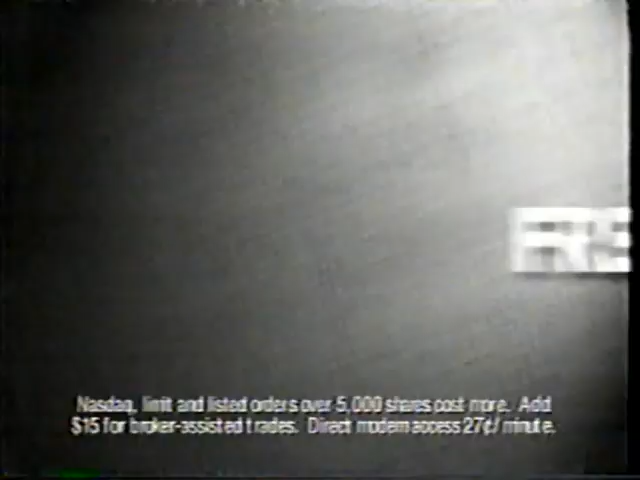 FRE
Nasdaq, limit and listed orders over 5,000 shares cost more. Add
$15 for broker-assisted trades. Direct modem access 27¢/minute.